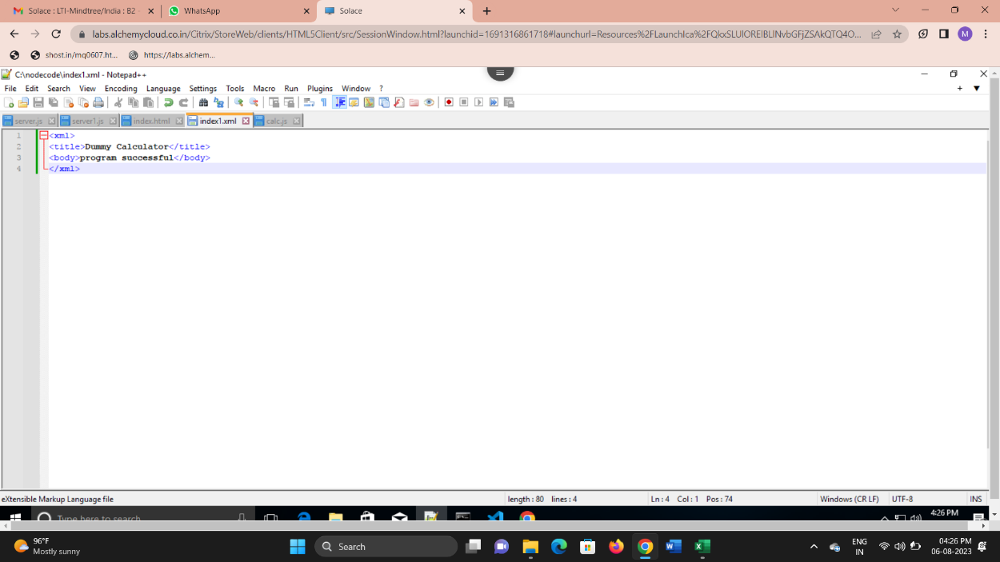 Solace : LTI-Mindtree/India : B2 -
WhatsApp
Solace
labs.alchemycloud.co.in/Citrix/StoreWeb/clients/HTML5Client/src/SessionWindow.html?launchid=1691316861718#launchurl=Resources%2FLaunchIca%2FQkxSLUlORElBLlNvbGFjZSAkQTQ4O...
M
shost.in/mq0607.ht...
https://labs.alchem...
C:\nodecode\index1.xml - Notepad++
File Edit Search View Encoding Language Settings Tools Macro Run Plugins Window ?
server.js
server1.js
index.html
index1.xml
calc.js
1 <xml>
2 <title>Dummy Calculator</title>
3 <body>program successful</body>
4 </xml>
eXtensible Markup Language file
length : 80 lines : 4
Ln : 4 Col : 1 Pos : 74
Windows (CR LF)
UTF-8
INS
Type here to search
4:26 PM
96°F
Mostly sunny
Search
ENG
IN
04:26 PM
06-08-2023